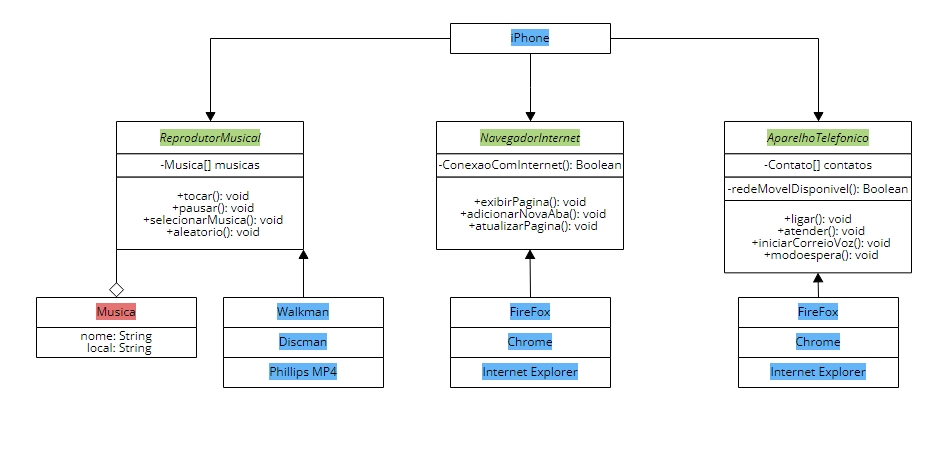 iPhone
ReprodutorMusical
-Musica[] musicas
+tocar(): void
+pausar(): void
+selecionarMusica(): void
+aleatorio(): void
NavegadorInternet
-ConexaoComInternet(): Boolean
+exibirPagina(): void
+adicionarNovaAba(): void
+atualizarPagina(): void
AparelhoTelefonico
-Contato[] contatos
-redeMovelDisponivel(): Boolean
+ligar(): void
+atender(): void
+iniciarCorreioVoz(): void
+modoespera(): void
Musica
nome: String
local: String
Walkman
Discman
Phillips MP4
FireFox
Chrome
Internet Explorer
FireFox
Chrome
Internet Explorer